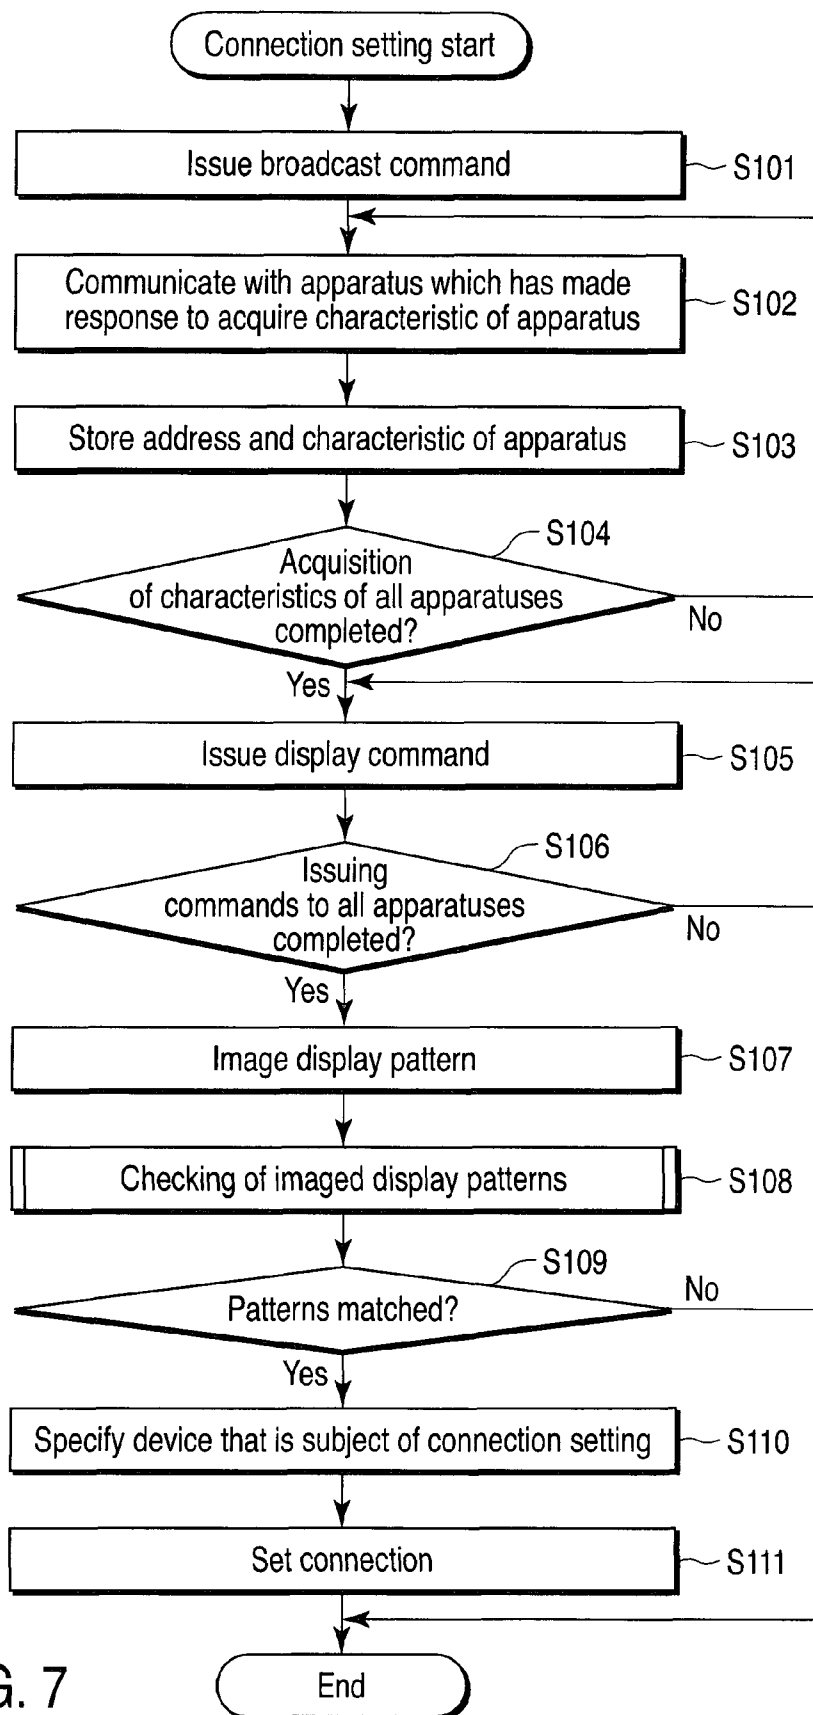 Connection setting start
Issue broadcast command
S101
Communicate with apparatus which has made
response to acquire characteristic of apparatus
S102
Store address and characteristic of apparatus
S103
S104
Acquisition
of characteristics of all apparatuses
completed?
No
Yes
Issue display command
S105
S106
Issuing
commands to all apparatuses
completed?
No
Yes
Image display pattern
S107
Checking of imaged display patterns
S108
S109
Patterns matched?
No
Yes
Specify device that is subject of connection setting
S110
Set connection
S111
End
G. 7